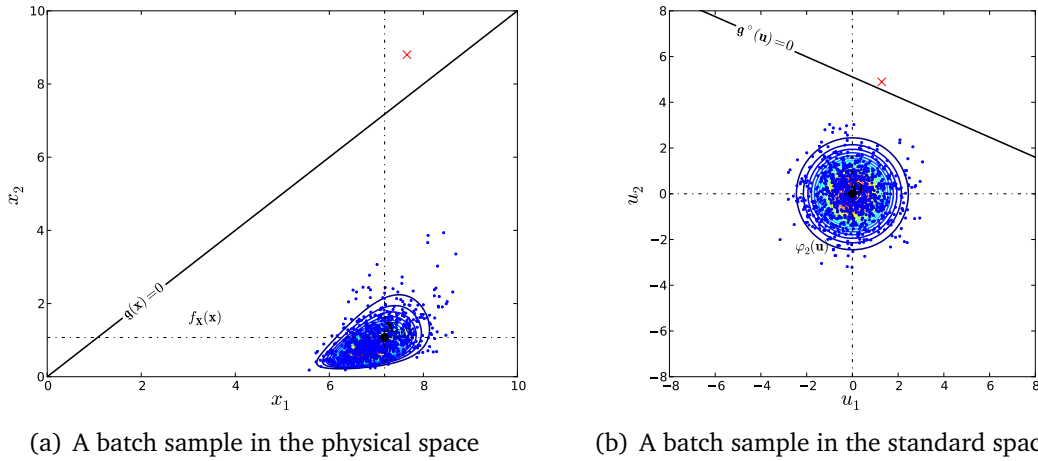 10
8
6
4
2
0
x₂
g(x)=0
f_X(x)
0 2 4 6 8 10
x₁
(a) A batch sample in the physical space
8
6
4
2
0
−2
−4
−6
−8
u₂
g°(u)=0
φ₂(u)
−8 −6 −4 −2 0 2 4 6 8
u₁
(b) A batch sample in the standard spac